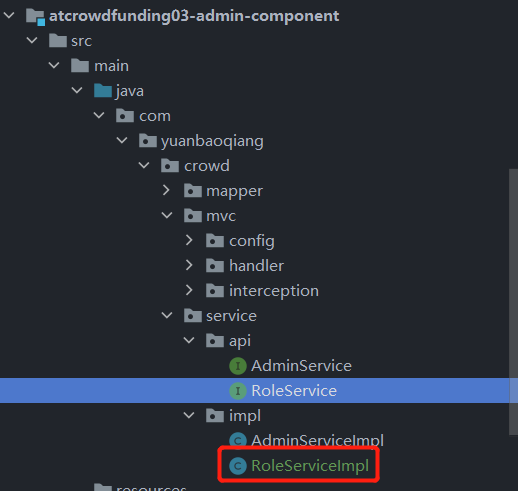 atcrowdfunding03-admin-component
src
main
java
com
yuanbaoqiang
crowd
mapper
mvc
config
handler
interception
service
api
I AdminService
I RoleService
impl
C AdminServiceImpl
C RoleServiceImpl
resources